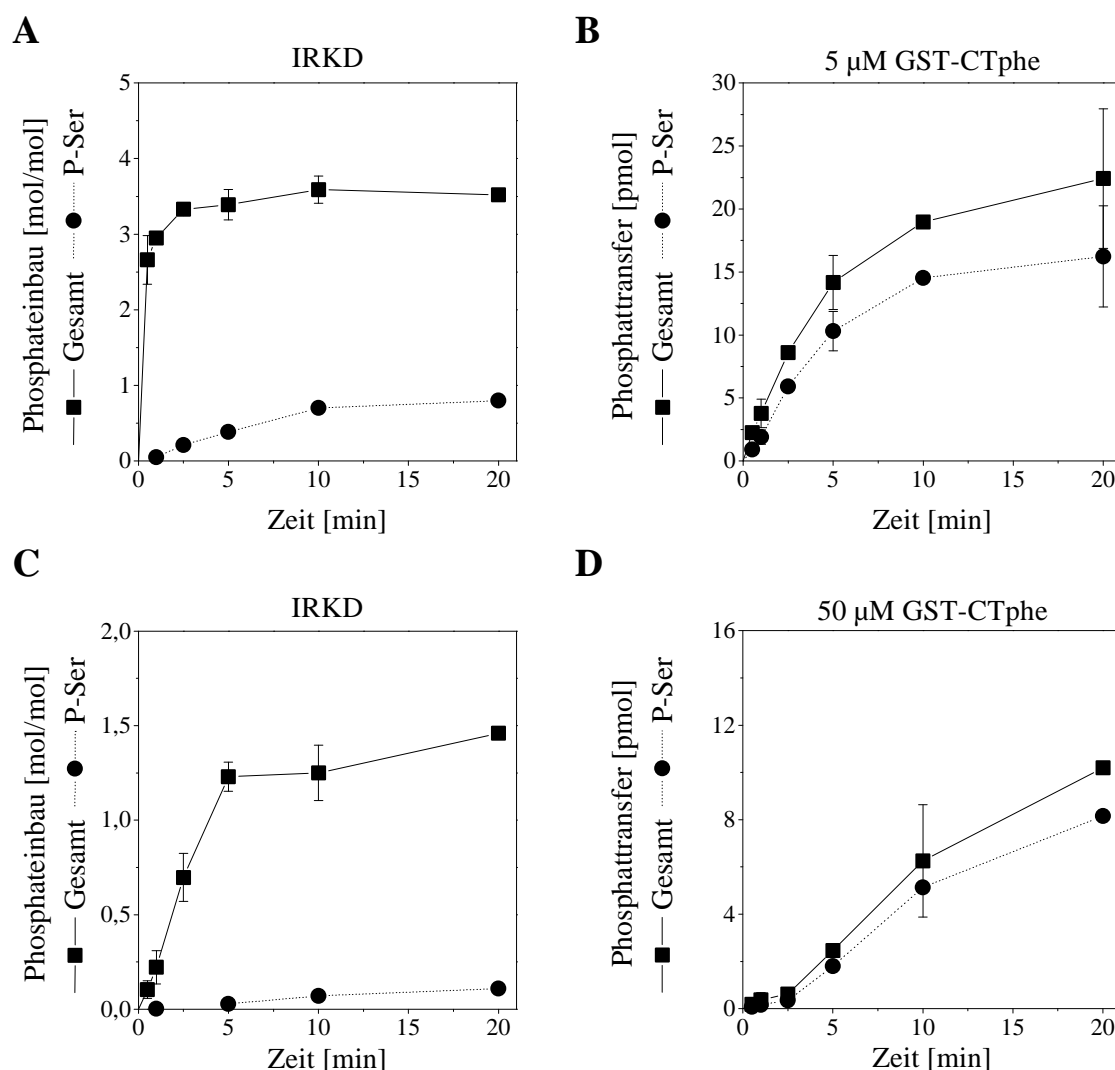 A
IRKD
Phosphateinbau [mol/mol]
Gesamt P-Ser
5
4
3
2
1
0
0 5 10 15 20
Zeit [min]
B
5 µM GST-CTphe
Phosphattransfer [pmol]
Gesamt P-Ser
30
25
20
15
10
5
0
0 5 10 15 20
Zeit [min]
C
IRKD
Phosphateinbau [mol/mol]
Gesamt P-Ser
2,0
1,5
1,0
0,5
0,0
0 5 10 15 20
Zeit [min]
D
50 µM GST-CTphe
Phosphattransfer [pmol]
Gesamt P-Ser
16
12
8
4
0
0 5 10 15 20
Zeit [min]